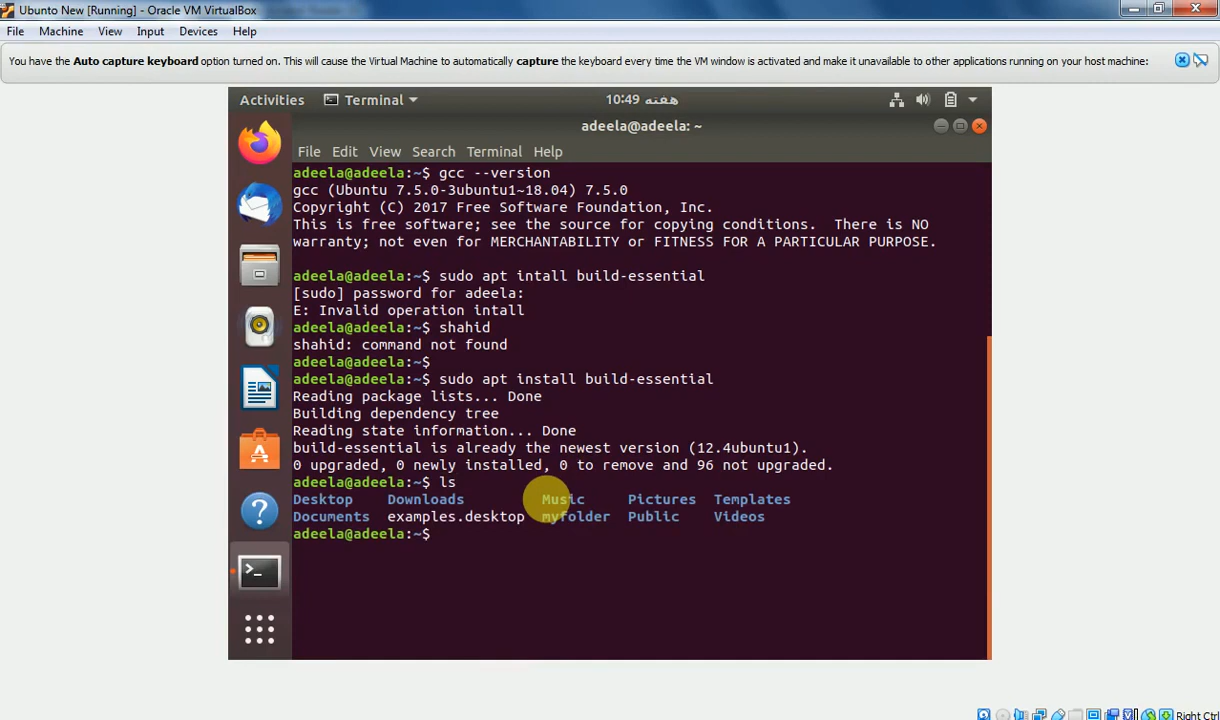 Ubunto New [Running] - Oracle VM VirtualBox
File Machine View Input Devices Help
You have the Auto capture keyboard option turned on. This will cause the Virtual Machine to automatically capture the keyboard every time the VM window is activated and make it unavailable to other applications running on your host machine:
Activities Terminal هفته 10:49
adeela@adeela: ~
File Edit View Search Terminal Help
adeela@adeela:~$ gcc --version
gcc (Ubuntu 7.5.0-3ubuntu1~18.04) 7.5.0
Copyright (C) 2017 Free Software Foundation, Inc.
This is free software; see the source for copying conditions.  There is NO
warranty; not even for MERCHANTABILITY or FITNESS FOR A PARTICULAR PURPOSE.
adeela@adeela:~$ sudo apt intall build-essential
[sudo] password for adeela:
E: Invalid operation intall
adeela@adeela:~$ shahid
shahid: command not found
adeela@adeela:~$
adeela@adeela:~$ sudo apt install build-essential
Reading package lists... Done
Building dependency tree
Reading state information... Done
build-essential is already the newest version (12.4ubuntu1).
0 upgraded, 0 newly installed, 0 to remove and 96 not upgraded.
adeela@adeela:~$ ls
Desktop Downloads Music Pictures Templates
Documents examples.desktop myfolder Public Videos
adeela@adeela:~$
Right Ctrl